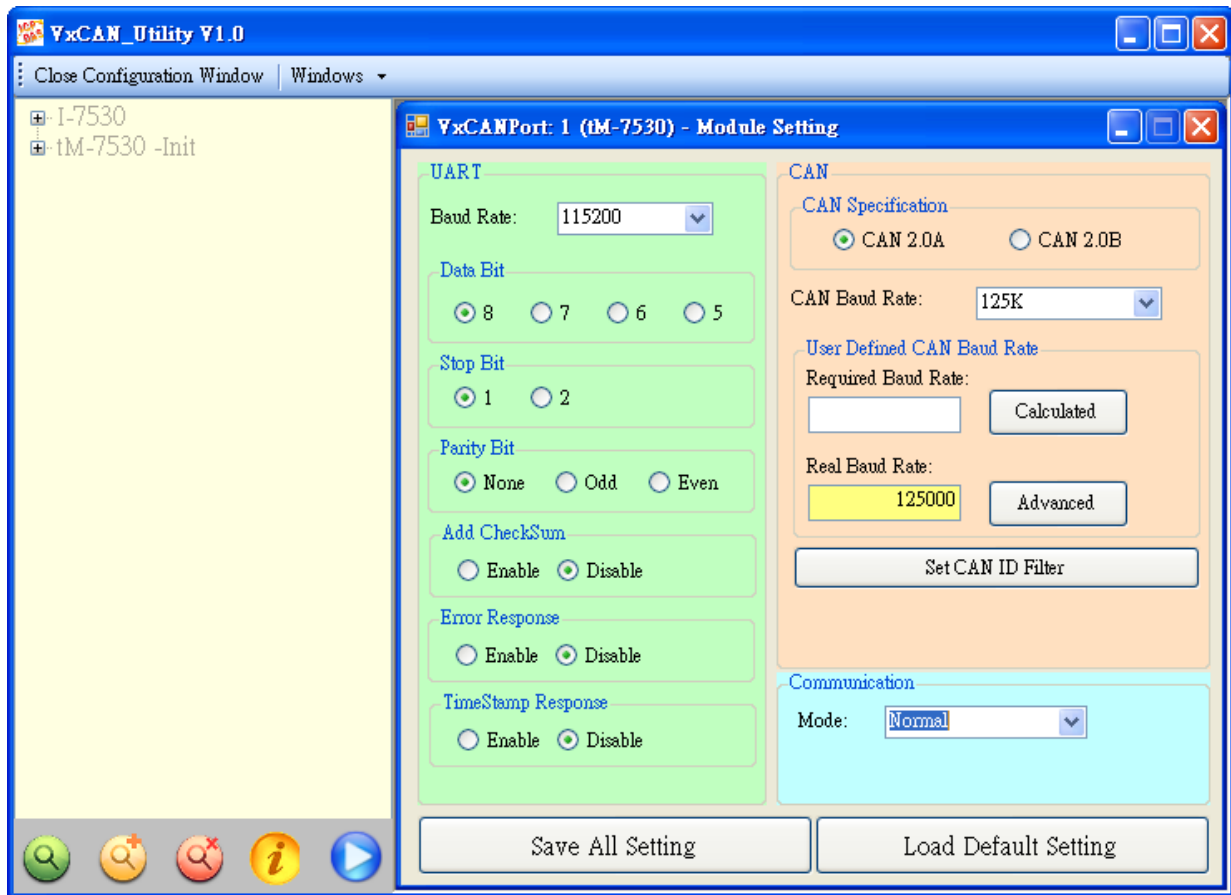 VxCAN_Utility V1.0
Close Configuration Window Windows
I-7530
tM-7530 -Init
VxCANPort: 1 (tM-7530) - Module Setting
UART
Baud Rate: 115200
Data Bit
8 7 6 5
Stop Bit
1 2
Parity Bit
None Odd Even
Add CheckSum
Enable Disable
Error Response
Enable Disable
TimeStamp Response
Enable Disable
CAN
CAN Specification
CAN 2.0A CAN 2.0B
CAN Baud Rate: 125K
User Defined CAN Baud Rate
Required Baud Rate:
Calculated
Real Baud Rate:
125000 Advanced
Set CAN ID Filter
Communication
Mode: Normal
Save All Setting Load Default Setting